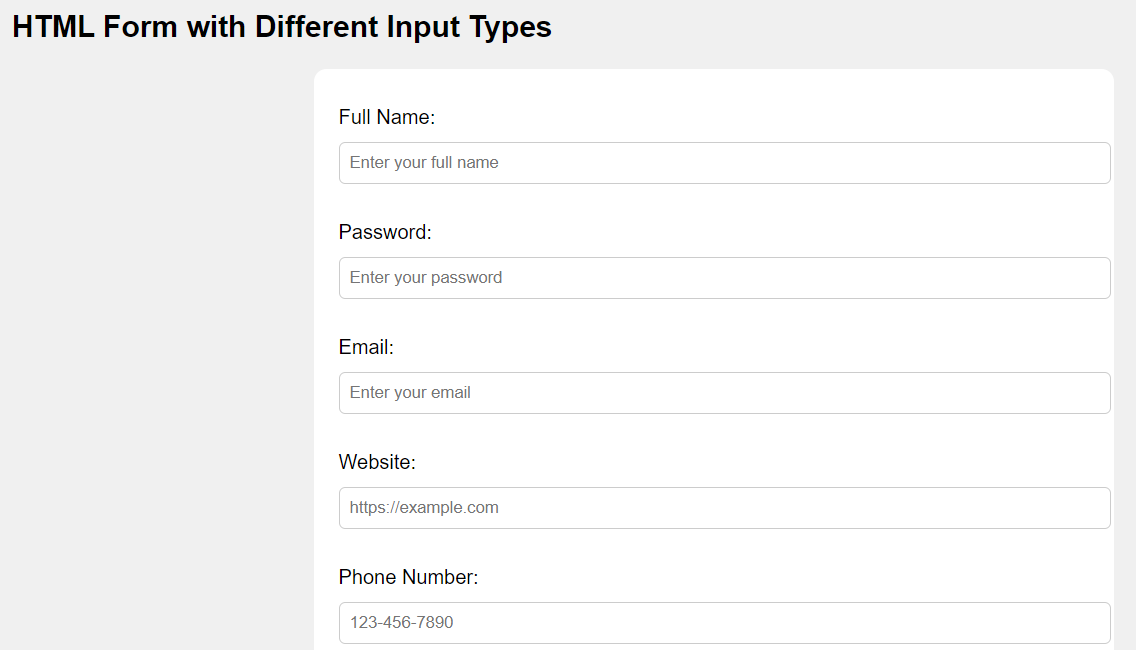 HTML Form with Different Input Types
Full Name:
Enter your full name
Password:
Enter your password
Email:
Enter your email
Website:
https://example.com
Phone Number:
123-456-7890